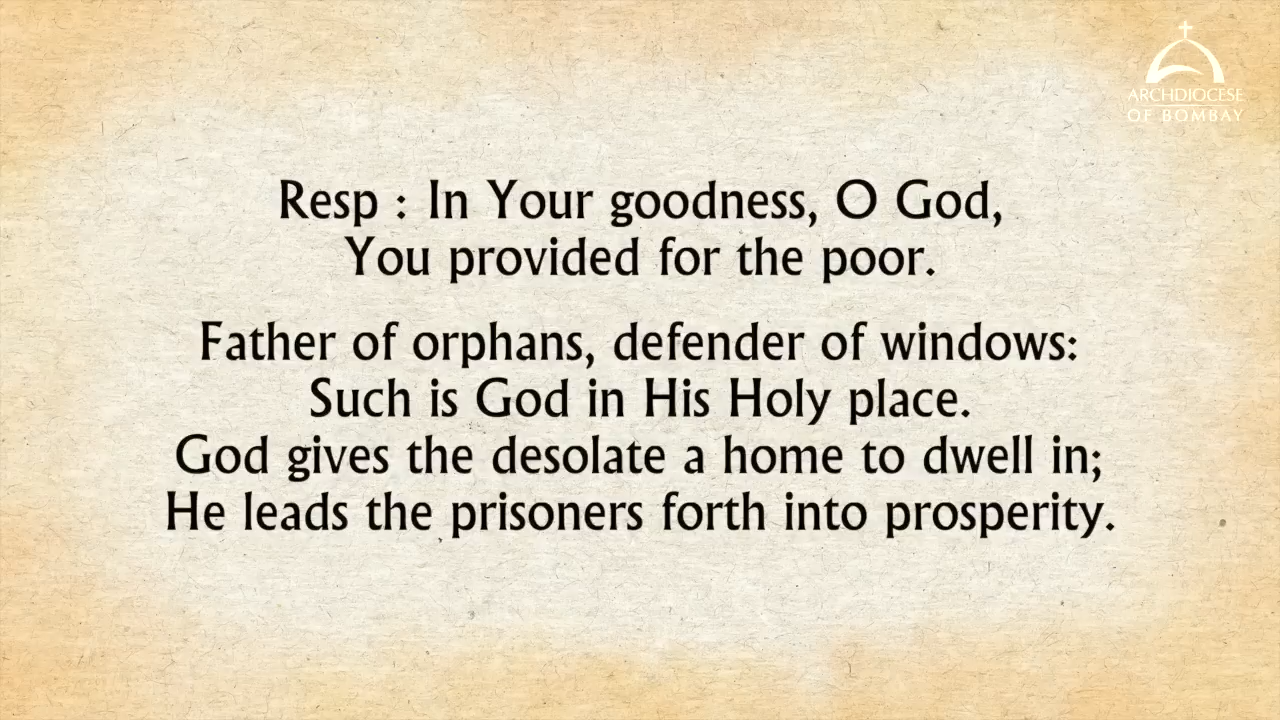 ARCHDIOCESE
OF BOMBAY
Resp : In Your goodness, O God,
You provided for the poor.
Father of orphans, defender of windows:
Such is God in His Holy place.
God gives the desolate a home to dwell in;
He leads the prisoners forth into prosperity.